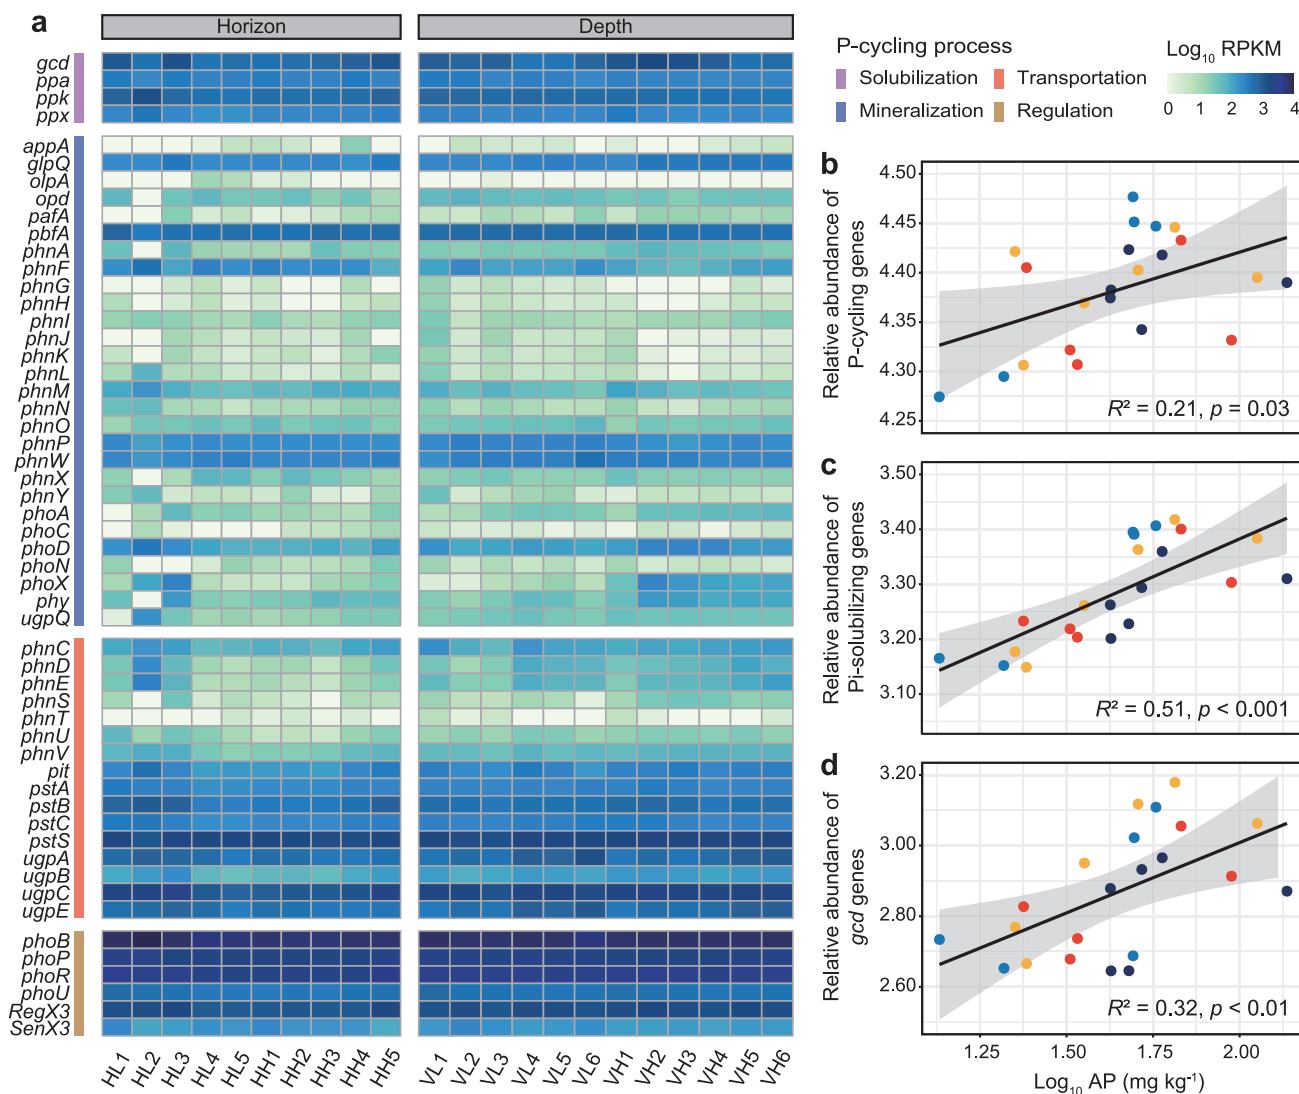 a
Horizon
Depth
gcd
ppa
ppk
ppx
appA
glpQ
olpA
opd
pafA
pbfA
phnA
phnF
phnG
phnH
phnI
phnJ
phnK
phnL
phnM
phnN
phnO
phnP
phnW
phnX
phnY
phoA
phoC
phoD
phoN
phoX
phy
ugpQ
phnC
phnD
phnE
phnS
phnT
phnU
phnV
pit
pstA
pstB
pstC
pstS
ugpA
ugpB
ugpC
ugpE
phoB
phoP
phoR
phoU
RegX3
SenX3
HL1 HL2 HL3 HL4 HL5 HH1 HH2 HH3 HH4 HH5
VL1 VL2 VL3 VL4 VL5 VL6 VH1 VH2 VH3 VH4 VH5 VH6
P-cycling process
Solubilization
Transportation
Mineralization
Regulation
Log₁₀ RPKM
0 1 2 3 4
b
Relative abundance of
P-cycling genes
4.50
4.45
4.40
4.35
4.30
4.25
R² = 0.21, p = 0.03
c
Relative abundance of
Pi-solubilizing genes
3.50
3.40
3.30
3.20
3.10
R² = 0.51, p < 0.001
d
Relative abundance of
gcd genes
3.20
3.00
2.80
2.60
R² = 0.32, p < 0.01
1.25 1.50 1.75 2.00
Log₁₀ AP (mg kg⁻¹)